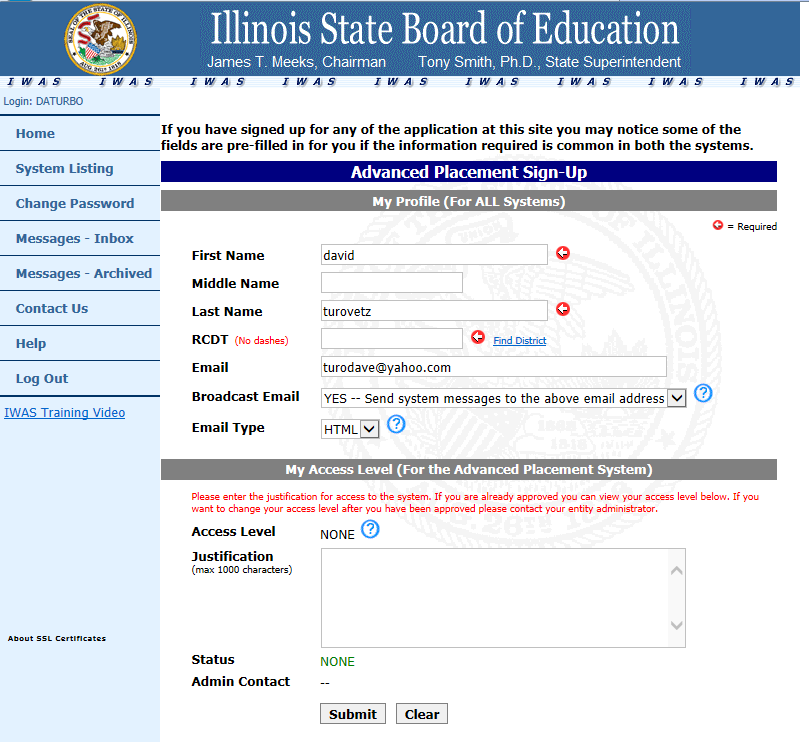 Illinois State Board of Education
James T. Meeks, Chairman Tony Smith, Ph.D., State Superintendent
IWAS IWAS IWAS IWAS IWAS IWAS IWAS IWAS IWAS
Login: DATURBO
Home
System Listing
Change Password
Messages - Inbox
Messages - Archived
Contact Us
Help
Log Out
IWAS Training Video
About SSL Certificates
If you have signed up for any of the application at this site you may notice some of the
fields are pre-filled in for you if the information required is common in both the systems.
Advanced Placement Sign-Up
My Profile (For ALL Systems)
= Required
First Name david
Middle Name
Last Name turovetz
RCDT (No dashes) Find District
Email turodave@yahoo.com
Broadcast Email YES -- Send system messages to the above email address
Email Type HTML
My Access Level (For the Advanced Placement System)
Please enter the justification for access to the system. If you are already approved you can view your access level below. If you
want to change your access level after you have been approved please contact your entity administrator.
Access Level NONE
Justification
(max 1000 characters)
Status NONE
Admin Contact --
Submit Clear